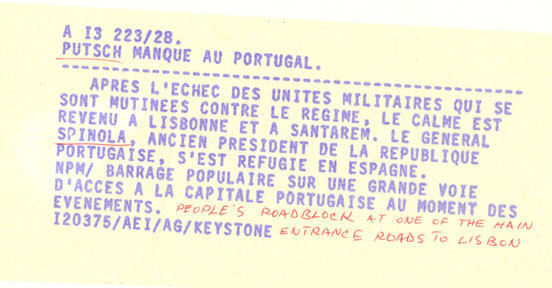 A I3 223/28.
PUTSCH MANQUE AU PORTUGAL.
APRES L'ECHEC DES UNITES MILITAIRES QUI SE
SONT MUTINEES CONTRE LE REGIME, LE CALME EST
REVENU A LISBONNE ET A SANTAREM. LE GENERAL
SPINOLA, ANCIEN PRESIDENT DE LA REPUBLIQUE
PORTUGAISE, S'EST REFUGIE EN ESPAGNE.
NPM/ BARRAGE POPULAIRE SUR UNE GRANDE VOIE
D'ACCES A LA CAPITALE PORTUGAISE AU MOMENT DES
EVENEMENTS. PEOPLE'S ROADBLOCK AT ONE OF THE MAIN
I20375/AEI/AG/KEYSTONE ENTRANCE ROADS TO LISBON